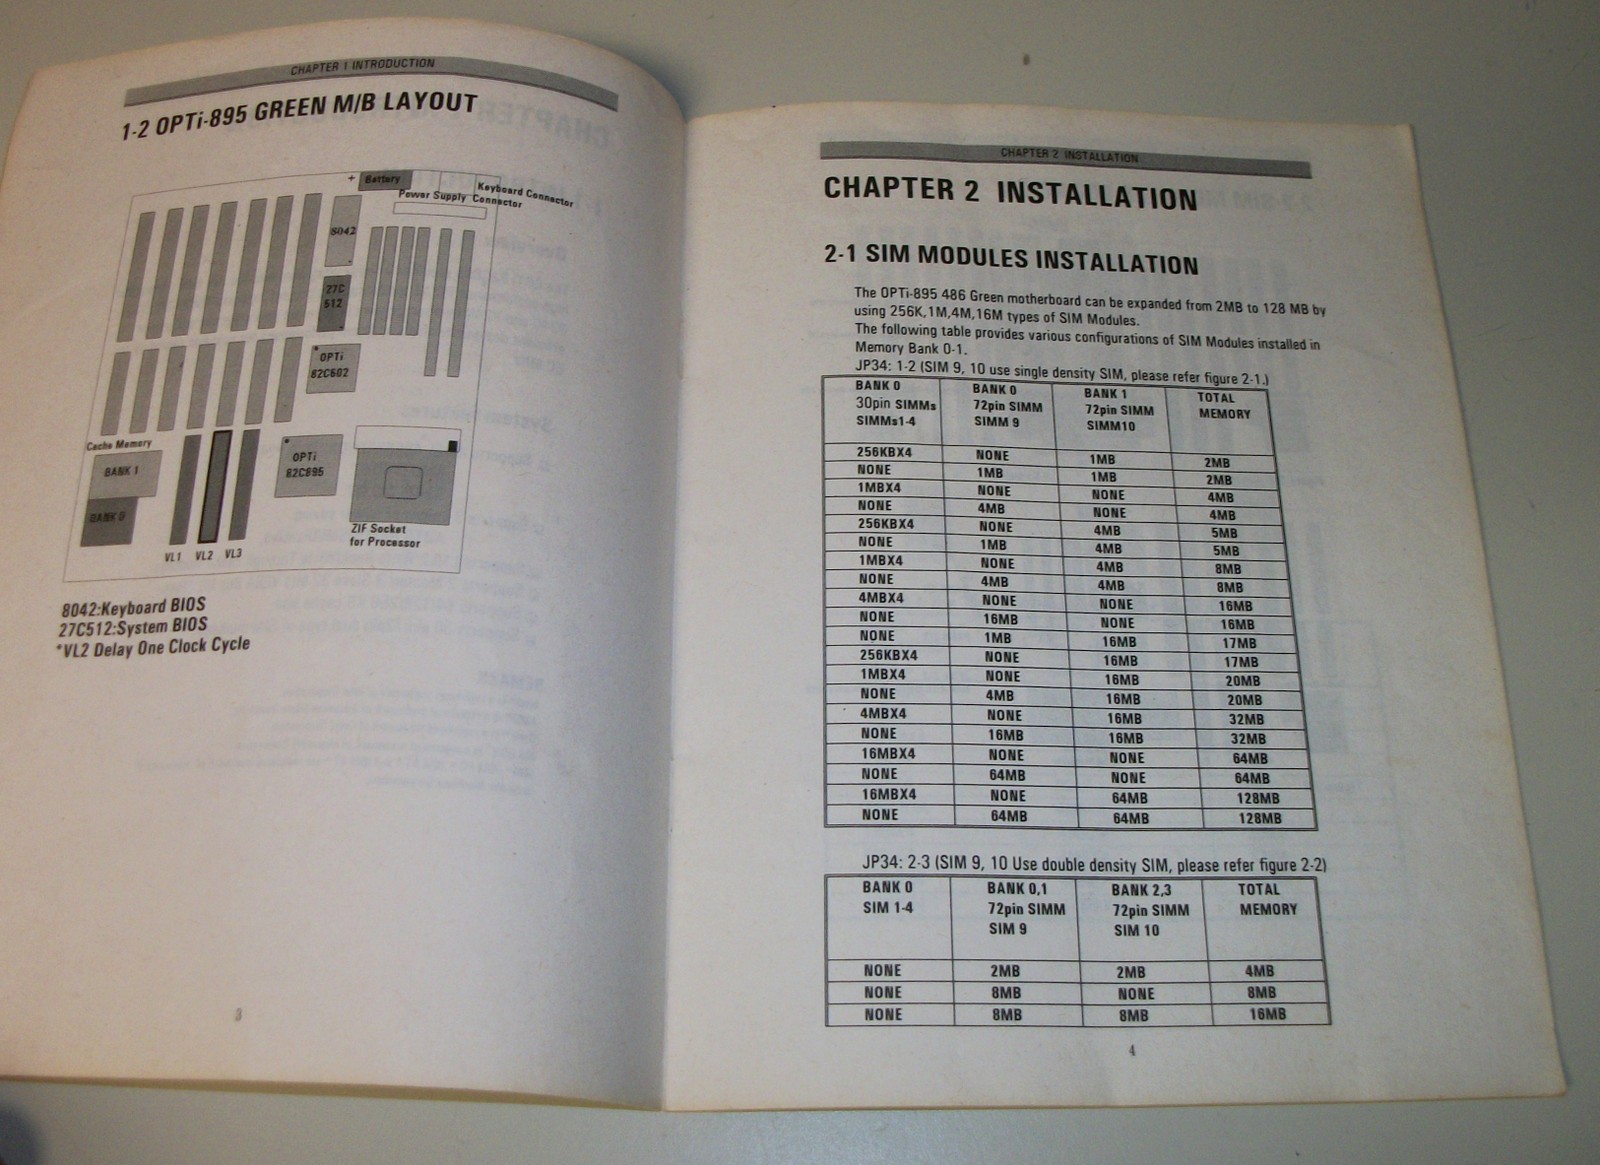 CHAPTER 1 INTRODUCTION
1-2 OPTi-895 GREEN M/B LAYOUT
+ Battery
Keyboard Connector
Power Supply Connector
8042
27C
512
OPTi
82C602
Cache Memory
BANK 1
BANK 0
OPTi
82C895
VL1 VL2 VL3
ZIF Socket
for Processor
8042:Keyboard BIOS
27C512:System BIOS
*VL2 Delay One Clock Cycle
3
CHAPTER 2 INSTALLATION
CHAPTER 2 INSTALLATION
2-1 SIM MODULES INSTALLATION
The OPTi-895 486 Green motherboard can be expanded from 2MB to 128 MB by
using 256K,1M,4M,16M types of SIM Modules.
The following table provides various configurations of SIM Modules installed in
Memory Bank 0-1.
JP34: 1-2 (SIM 9, 10 use single density SIM, please refer figure 2-1.)
BANK 0 BANK 0 BANK 1 TOTAL
30pin SIMMs 72pin SIMM 72pin SIMM MEMORY
SIMMs1-4 SIMM 9 SIMM10
256KBX4 NONE 1MB 2MB
NONE 1MB 1MB 2MB
1MBX4 NONE NONE 4MB
NONE 4MB NONE 4MB
256KBX4 NONE 4MB 5MB
NONE 1MB 4MB 5MB
1MBX4 NONE 4MB 8MB
NONE 4MB 4MB 8MB
4MBX4 NONE NONE 16MB
NONE 16MB NONE 16MB
NONE 1MB 16MB 17MB
256KBX4 NONE 16MB 17MB
1MBX4 NONE 16MB 20MB
NONE 4MB 16MB 20MB
4MBX4 NONE 16MB 32MB
NONE 16MB 16MB 32MB
16MBX4 NONE NONE 64MB
NONE 64MB NONE 64MB
16MBX4 NONE 64MB 128MB
NONE 64MB 64MB 128MB
JP34: 2-3 (SIM 9, 10 Use double density SIM, please refer figure 2-2)
BANK 0 BANK 0,1 BANK 2,3 TOTAL
SIM 1-4 72pin SIMM 72pin SIMM MEMORY
SIM 9 SIM 10
NONE 2MB 2MB 4MB
NONE 8MB NONE 8MB
NONE 8MB 8MB 16MB
4